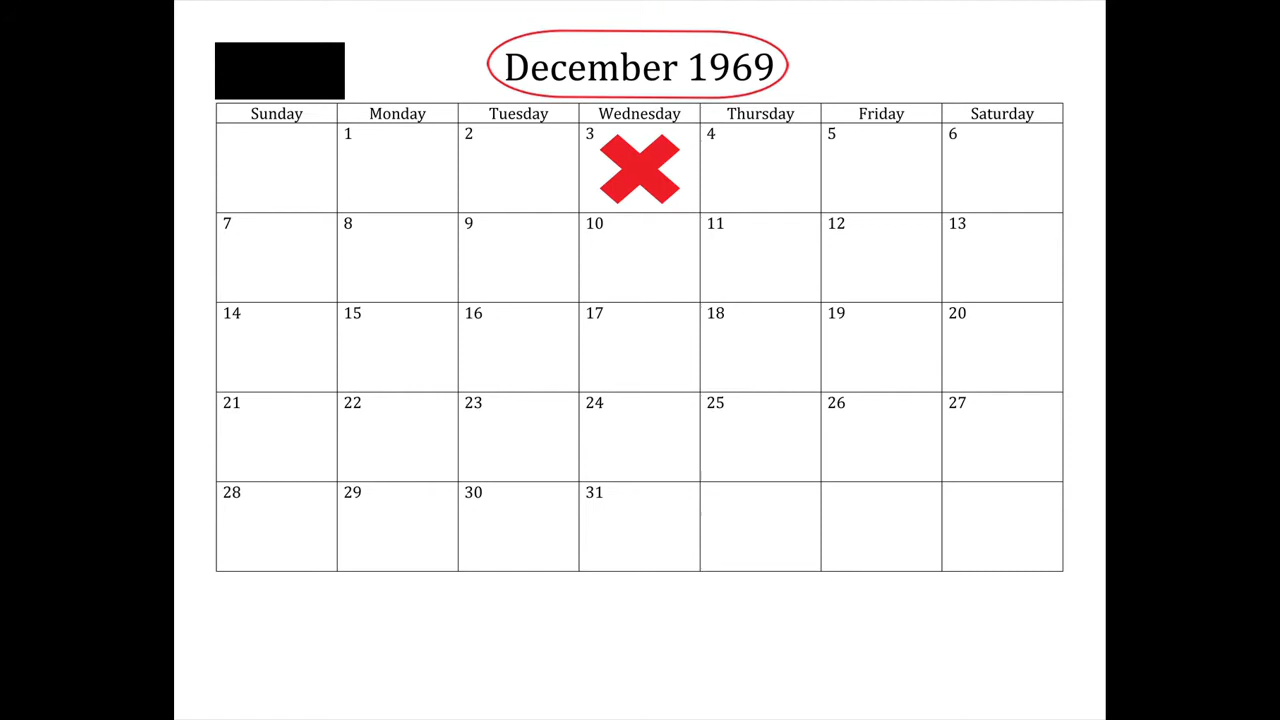 December 1969
Sunday Monday Tuesday Wednesday Thursday Friday Saturday
1 2 3 4 5 6
7 8 9 10 11 12 13
14 15 16 17 18 19 20
21 22 23 24 25 26 27
28 29 30 31